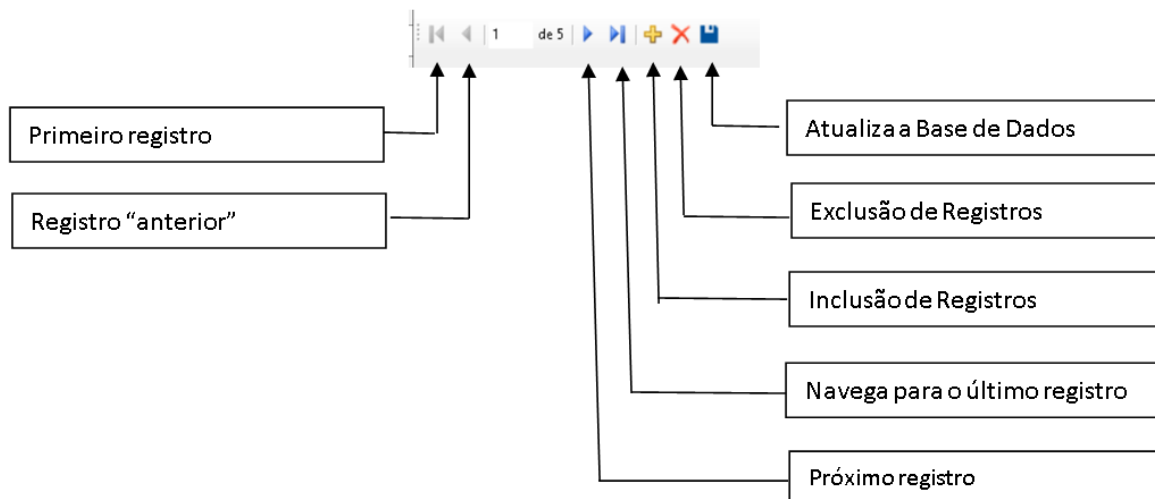 1 de 5
Primeiro registro
Atualiza a Base de Dados
Registro “anterior”
Exclusão de Registros
Inclusão de Registros
Navega para o último registro
Próximo registro